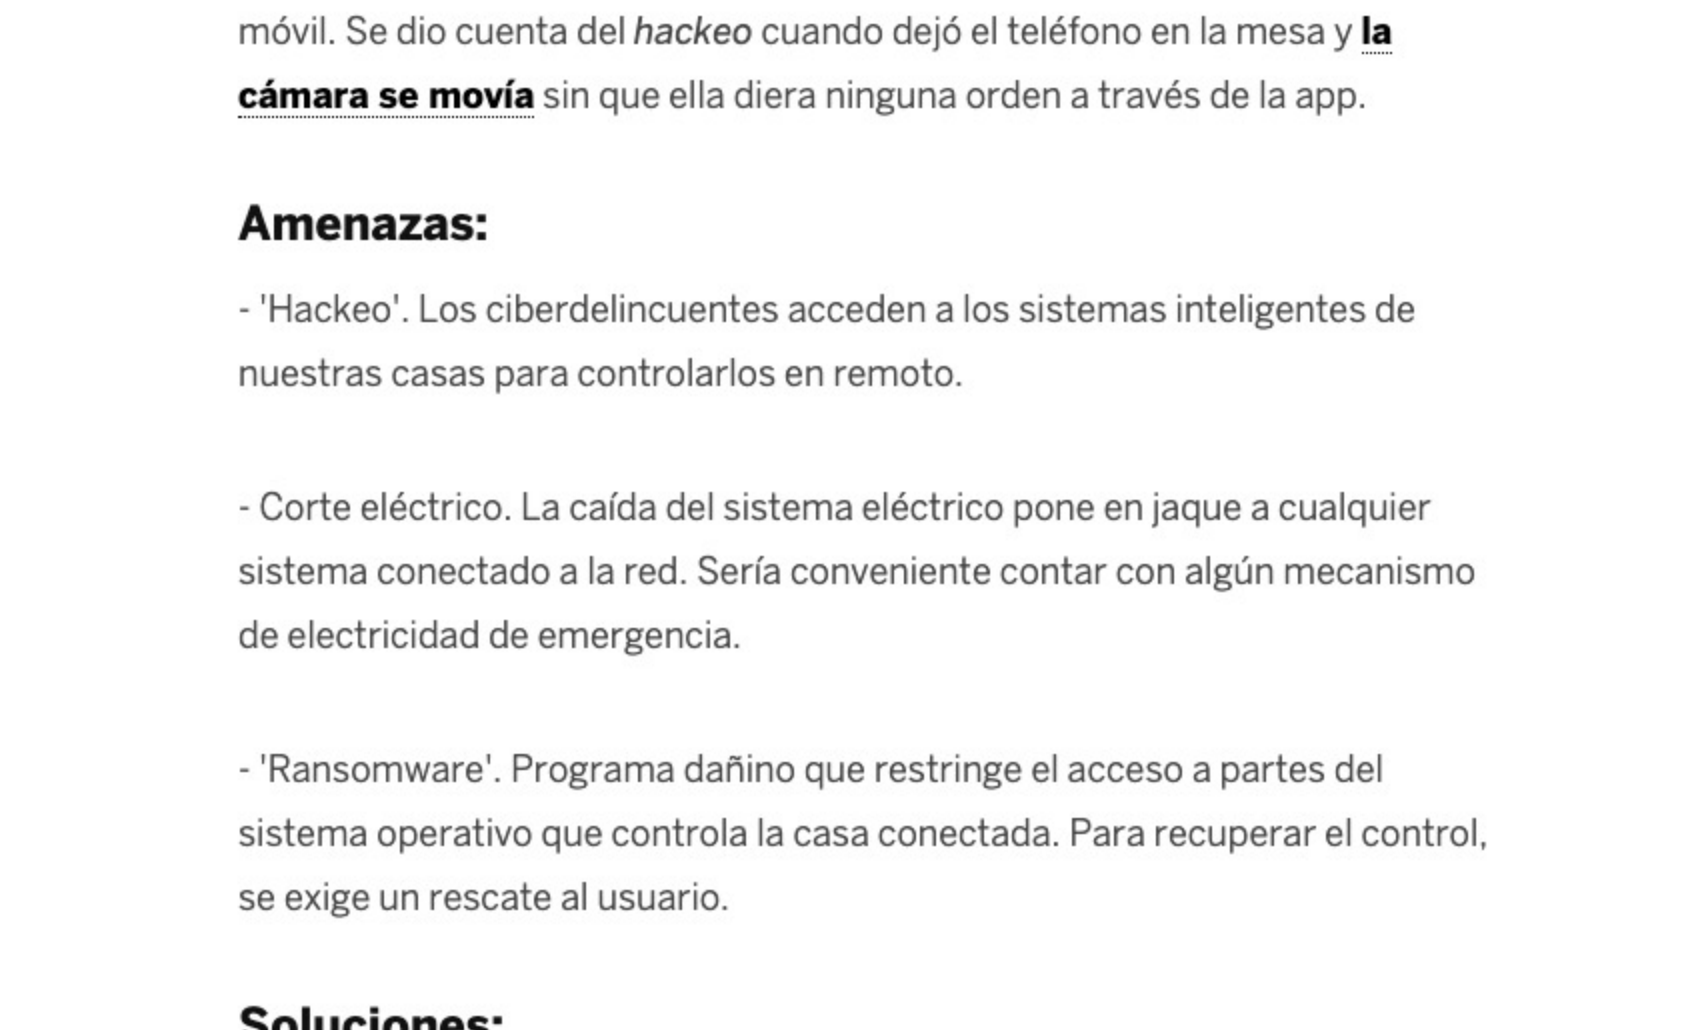 móvil. Se dio cuenta del hackeo cuando dejó el teléfono en la mesa y la
cámara se movía sin que ella diera ninguna orden a través de la app.
Amenazas:
- 'Hackeo'. Los ciberdelincuentes acceden a los sistemas inteligentes de
nuestras casas para controlarlos en remoto.
- Corte eléctrico. La caída del sistema eléctrico pone en jaque a cualquier
sistema conectado a la red. Sería conveniente contar con algún mecanismo
de electricidad de emergencia.
- 'Ransomware'. Programa dañino que restringe el acceso a partes del
sistema operativo que controla la casa conectada. Para recuperar el control,
se exige un rescate al usuario.
Soluciones: